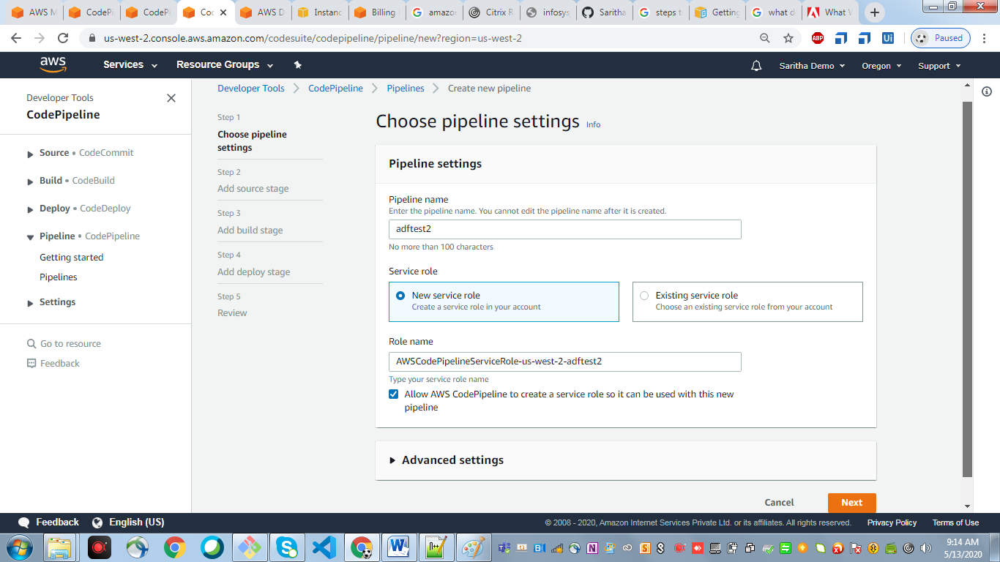 AWS M
CodePi
CodePi
Co
AWS D
Instanc
Billing
amazor
Citrix R
infosys
Saritha
steps to
Getting
what d
What V
us-west-2.console.aws.amazon.com/codesuite/codepipeline/pipeline/new?region=us-west-2
ABP
Ui
Paused
aws
Services
Resource Groups
Saritha Demo
Oregon
Support
Developer Tools
CodePipeline
Source • CodeCommit
Build • CodeBuild
Deploy • CodeDeploy
Pipeline • CodePipeline
Getting started
Pipelines
Settings
Go to resource
Feedback
Developer Tools > CodePipeline > Pipelines > Create new pipeline
Step 1
Choose pipeline
settings
Step 2
Add source stage
Step 3
Add build stage
Step 4
Add deploy stage
Step 5
Review
Choose pipeline settings Info
Pipeline settings
Pipeline name
Enter the pipeline name. You cannot edit the pipeline name after it is created.
adftest2
No more than 100 characters
Service role
New service role
Create a service role in your account
Existing service role
Choose an existing service role from your account
Role name
AWSCodePipelineServiceRole-us-west-2-adftest2
Type your service role name
Allow AWS CodePipeline to create a service role so it can be used with this new
pipeline
Advanced settings
Cancel
Next
Feedback
English (US)
© 2008 - 2020, Amazon Internet Services Private Ltd. or its affiliates. All rights reserved.
Privacy Policy
Terms of Use
9:14 AM
5/13/2020